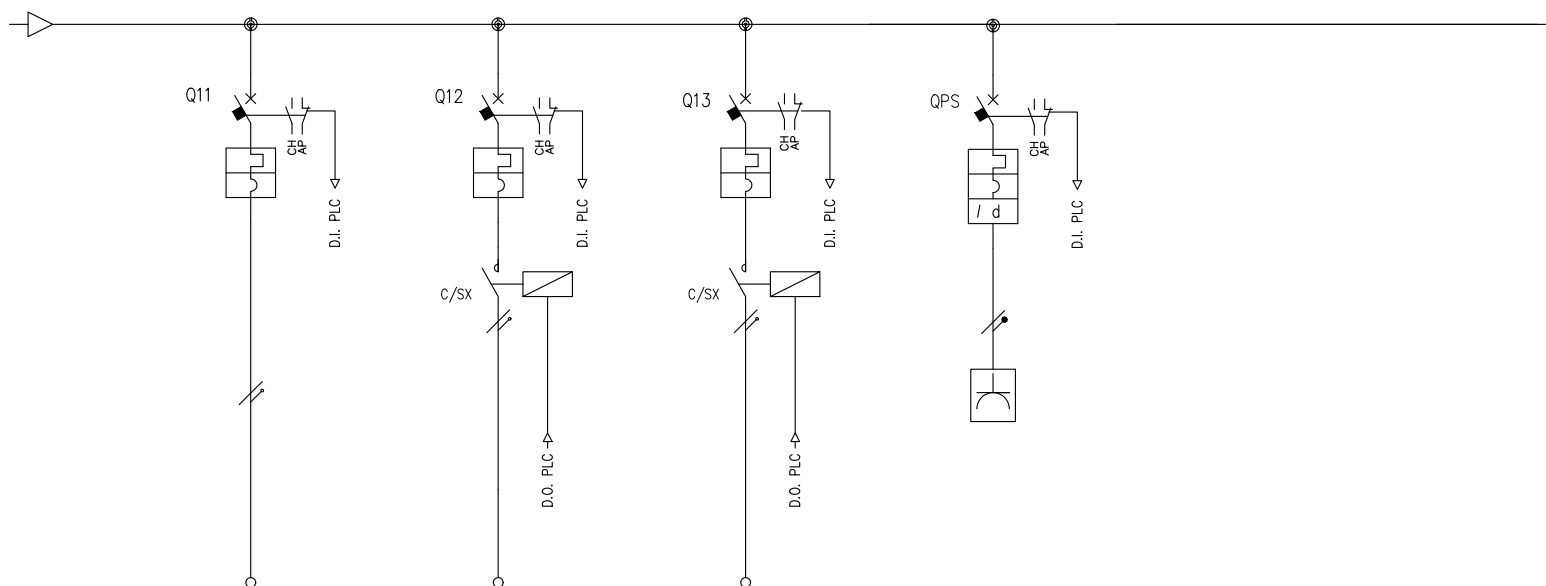 Q11
CH
AP
D.I. PLC
Q12
CH
AP
D.I. PLC
C/SX
D.O. PLC
Q13
CH
AP
D.I. PLC
C/SX
D.O. PLC
QPS
CH
AP
I d
D.I. PLC